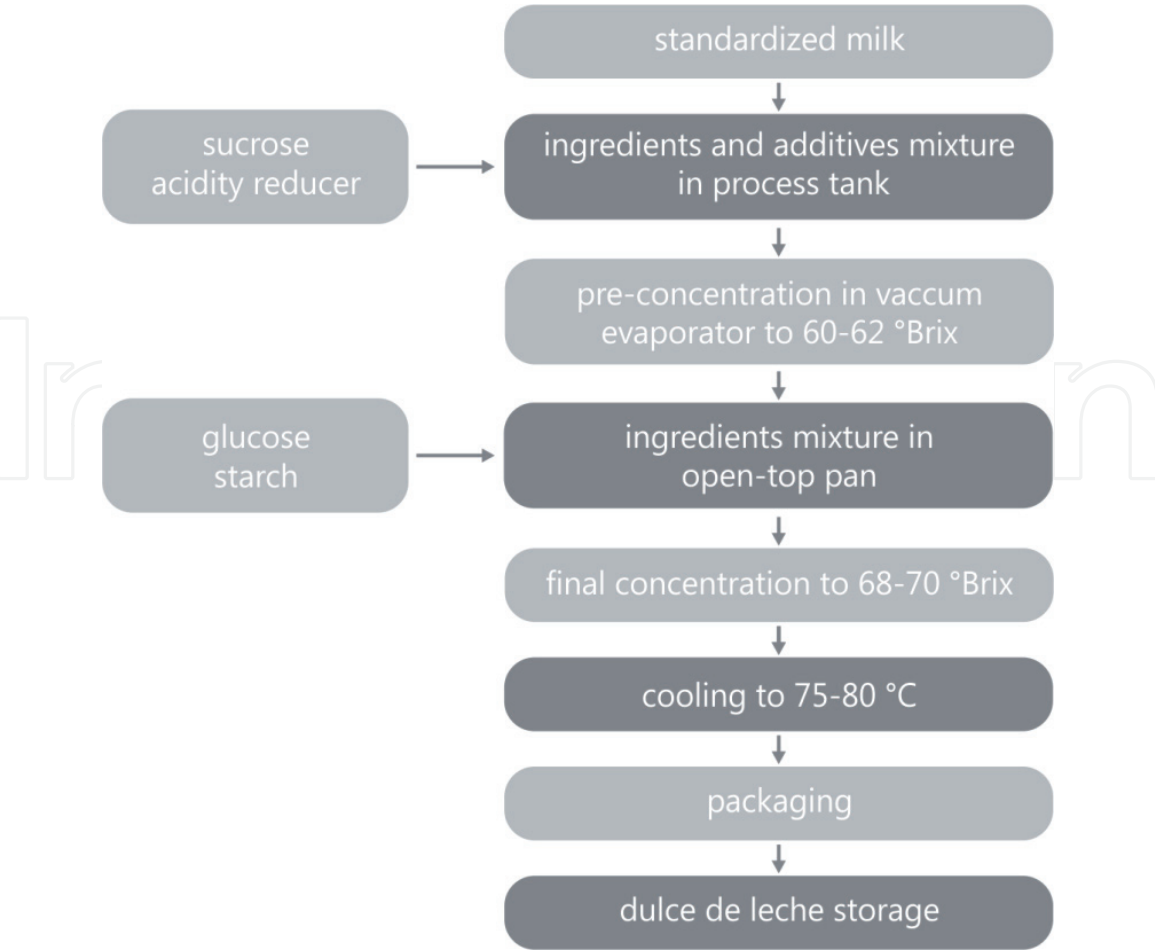 standardized milk
sucrose
acidity reducer
ingredients and additives mixture
in process tank
pre-concentration in vaccum
evaporator to 60-62 °Brix
glucose
starch
ingredients mixture in
open-top pan
final concentration to 68-70 °Brix
cooling to 75-80 °C
packaging
dulce de leche storage